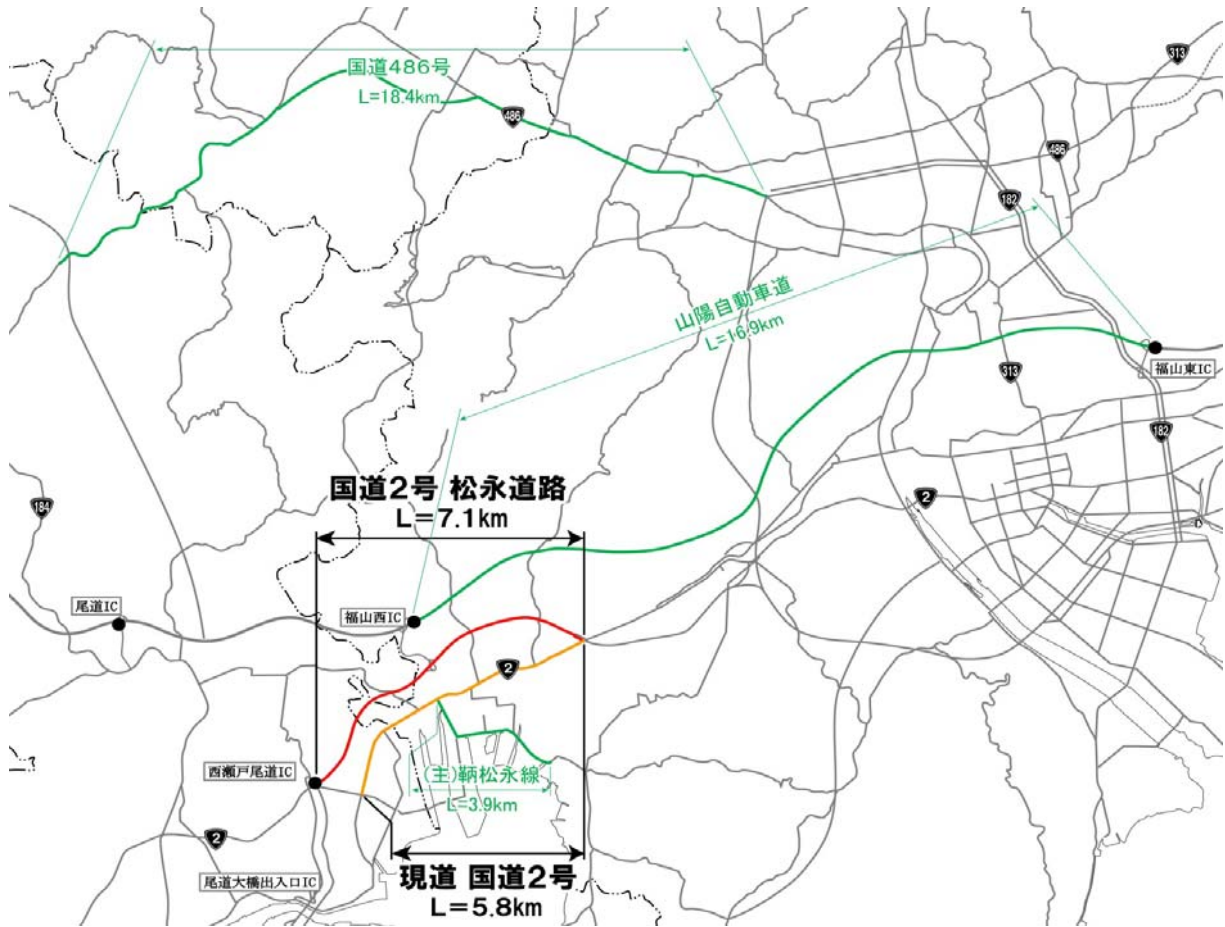 313
国道486号
L=18.4km
486
486
182
山陽自動車道
L=16.9km
福山東IC
313
182
国道2号 松永道路
L=7.1km
2
184
尾道IC
福山西IC
2
西瀬戸尾道IC
(主)鞆松永線
L=3.9km
2
現道 国道2号
L=5.8km
尾道大橋出入口IC